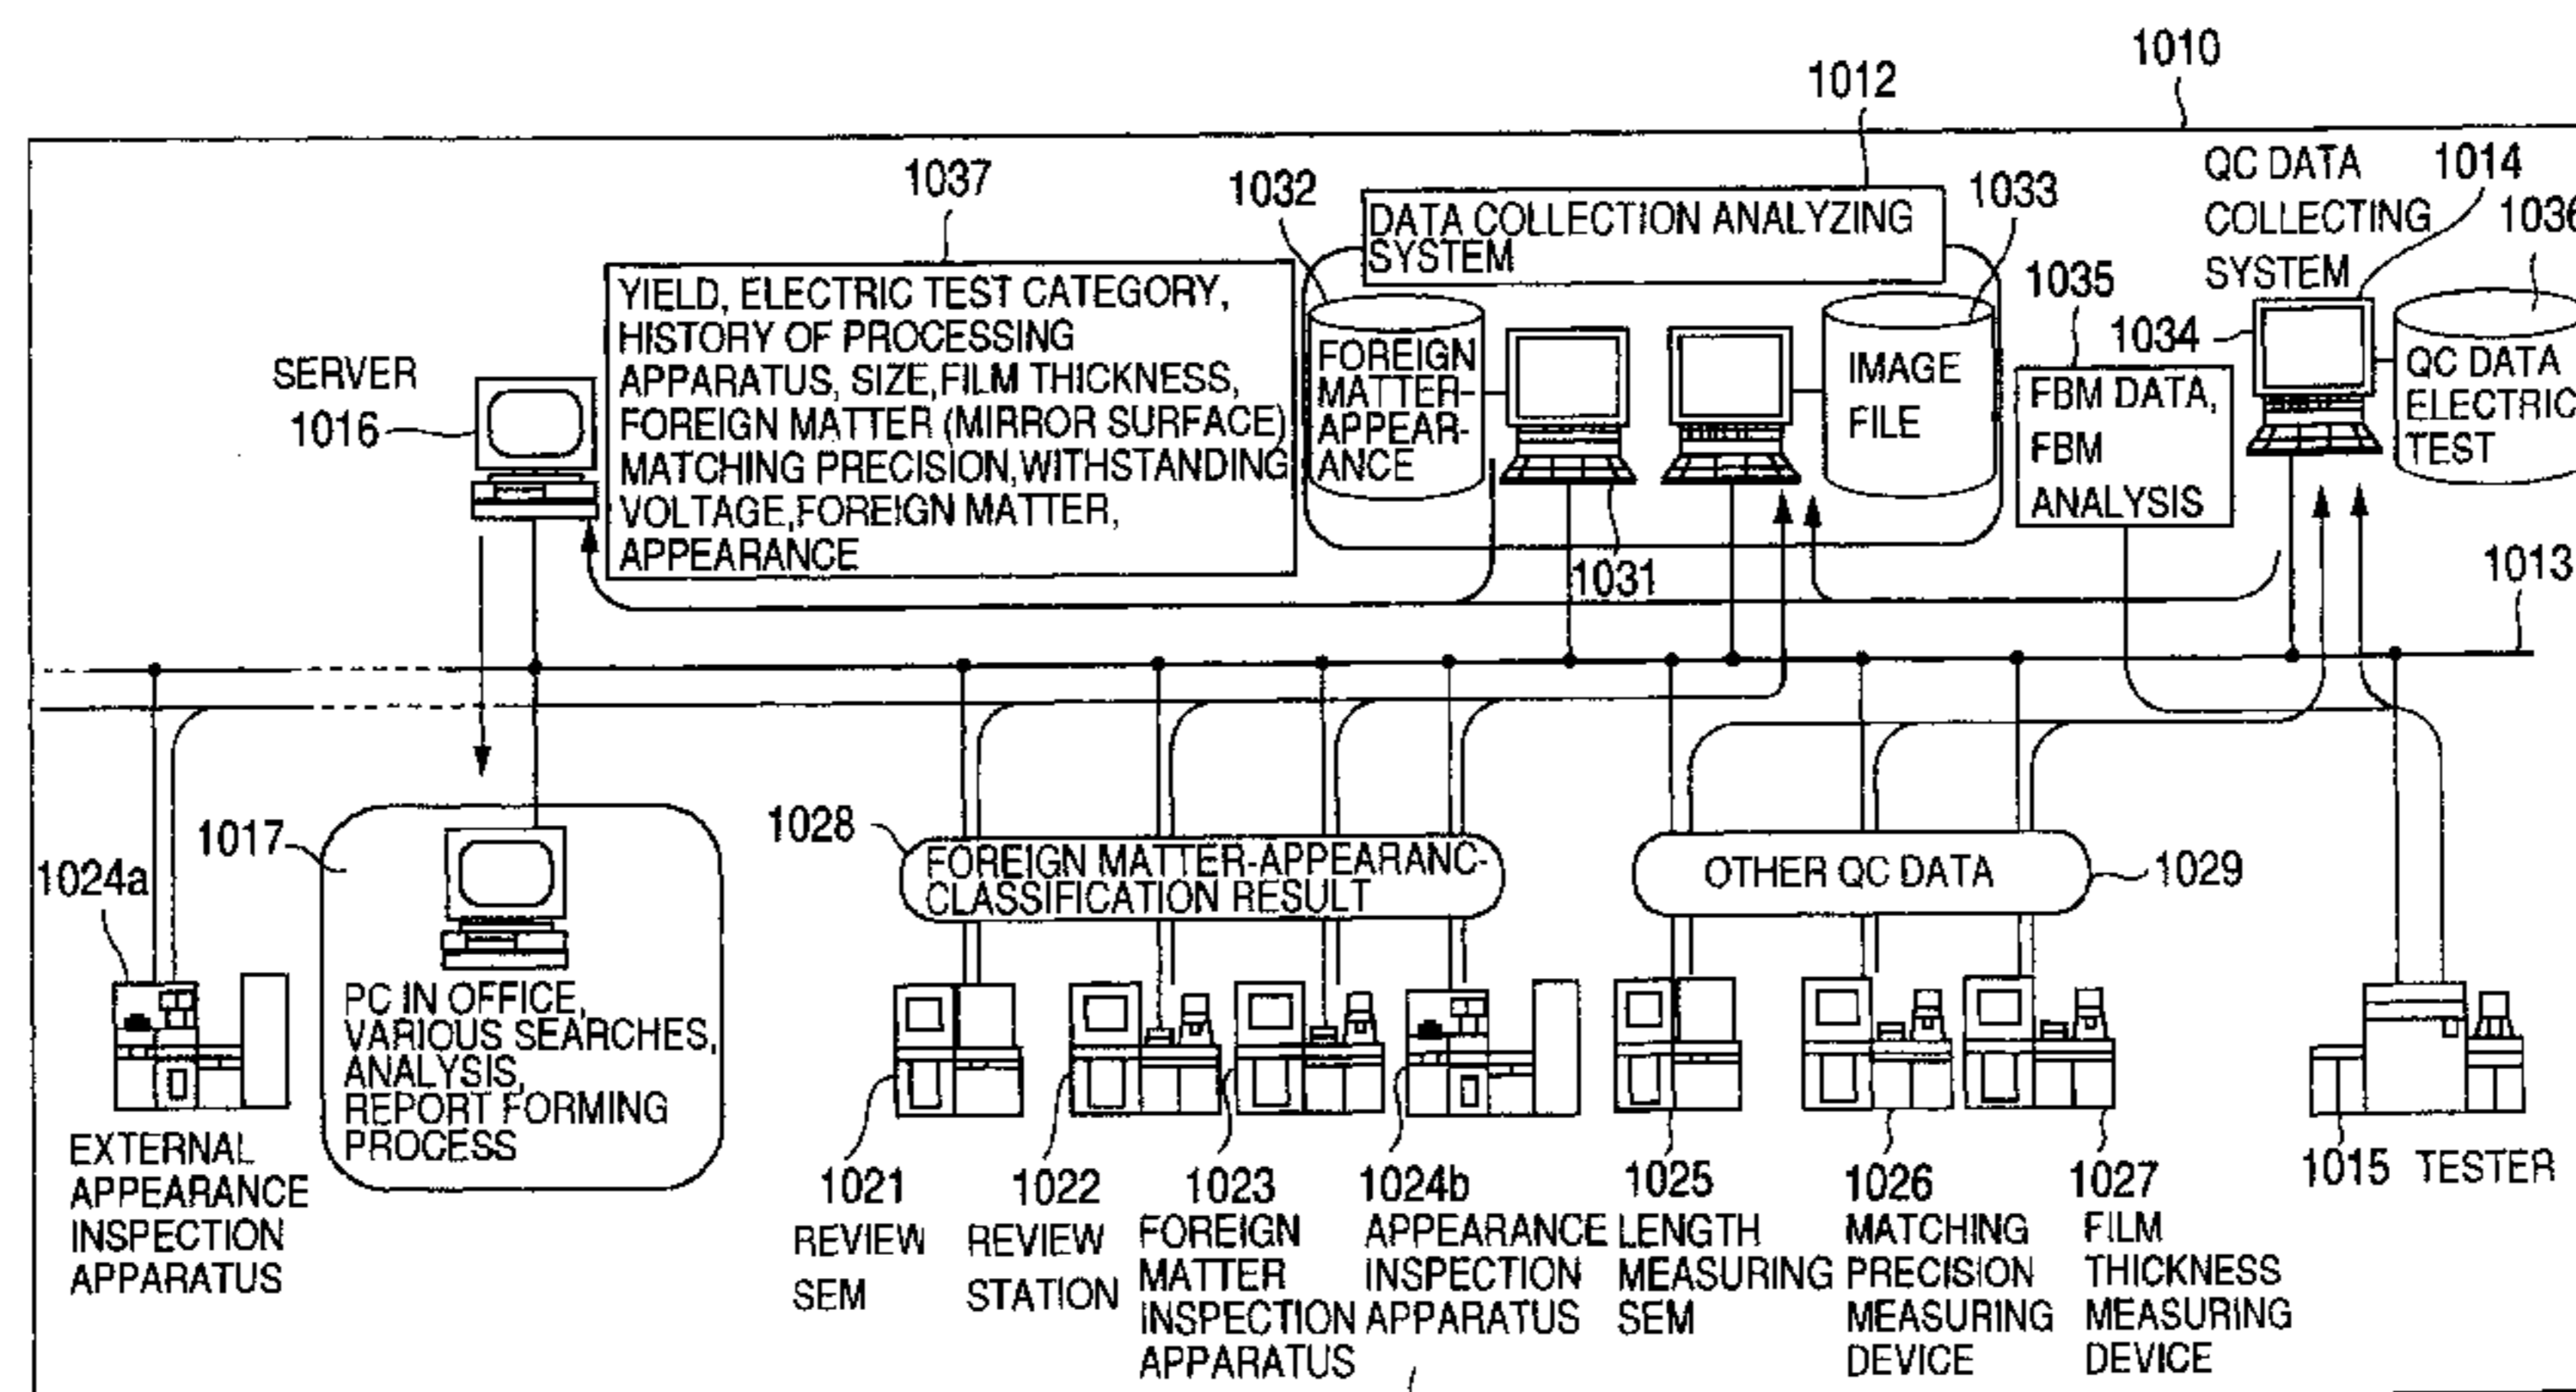 1010
1012
1037
1032
DATA COLLECTION ANALYZING
SYSTEM
1033
QC DATA
COLLECTING
SYSTEM
1014
1036
1035
1034
YIELD, ELECTRIC TEST CATEGORY,
HISTORY OF PROCESSING
APPARATUS, SIZE,FILM THICKNESS,
FOREIGN MATTER (MIRROR SURFACE)
MATCHING PRECISION,WITHSTANDING
VOLTAGE,FOREIGN MATTER,
APPEARANCE
SERVER
1016
FOREIGN
MATTER-
APPEAR-
ANCE
IMAGE
FILE
FBM DATA,
FBM
ANALYSIS
QC DATA
ELECTRIC
TEST
1031
1013
1028
FOREIGN MATTER-APPEARANC-
CLASSIFICATION RESULT
OTHER QC DATA
1029
1017
1024a
PC IN OFFICE,
VARIOUS SEARCHES,
ANALYSIS,
REPORT FORMING
PROCESS
EXTERNAL
APPEARANCE
INSPECTION
APPARATUS
1021
REVIEW
SEM
1022
REVIEW
STATION
1023
FOREIGN
MATTER
INSPECTION
APPARATUS
1024b
APPEARANCE
INSPECTION
APPARATUS
1025
LENGTH
MEASURING
SEM
1026
MATCHING
PRECISION
MEASURING
DEVICE
1027
FILM
THICKNESS
MEASURING
DEVICE
1015 TESTER